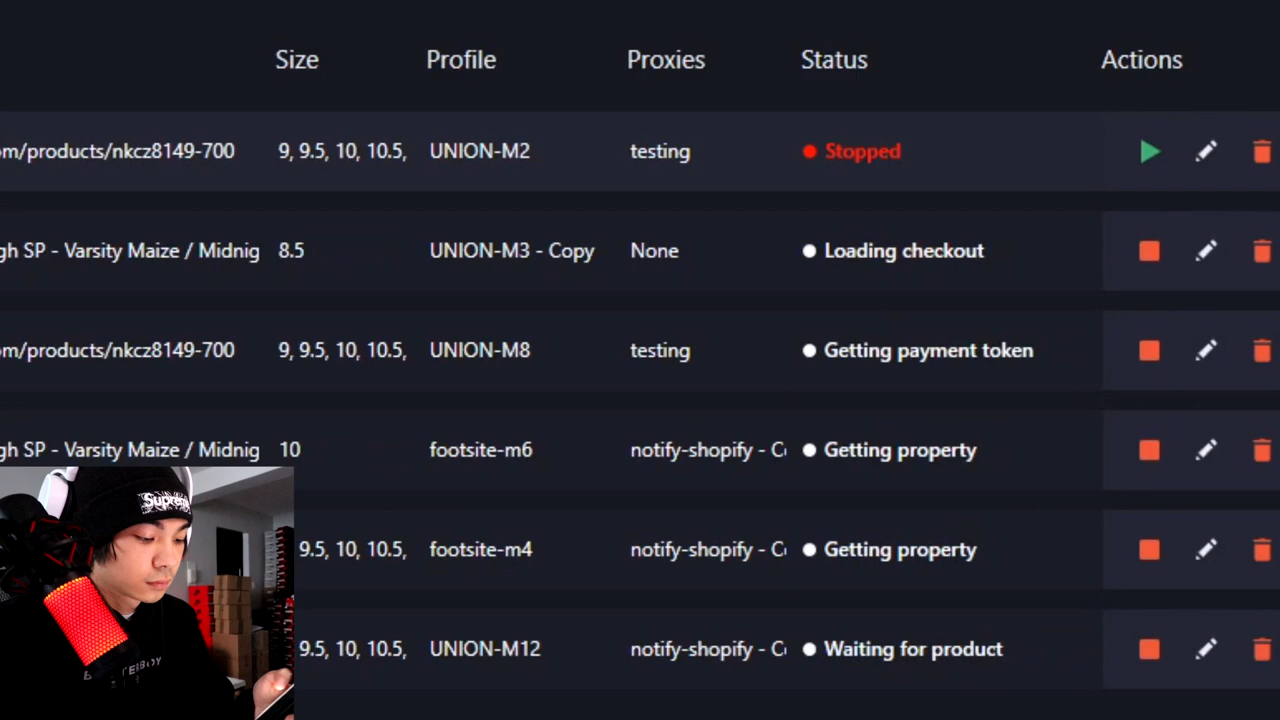 Size Profile Proxies Status Actions
om/products/nkcz8149-700 9, 9.5, 10, 10.5, UNION-M2 testing Stopped
gh SP - Varsity Maize / Midnig 8.5 UNION-M3 - Copy None Loading checkout
om/products/nkcz8149-700 9, 9.5, 10, 10.5, UNION-M8 testing Getting payment token
gh SP - Varsity Maize / Midnig 10 footsite-m6 notify-shopify - Co Getting property
9.5, 10, 10.5, footsite-m4 notify-shopify - Co Getting property
9.5, 10, 10.5, UNION-M12 notify-shopify - Co Waiting for product
Supreme